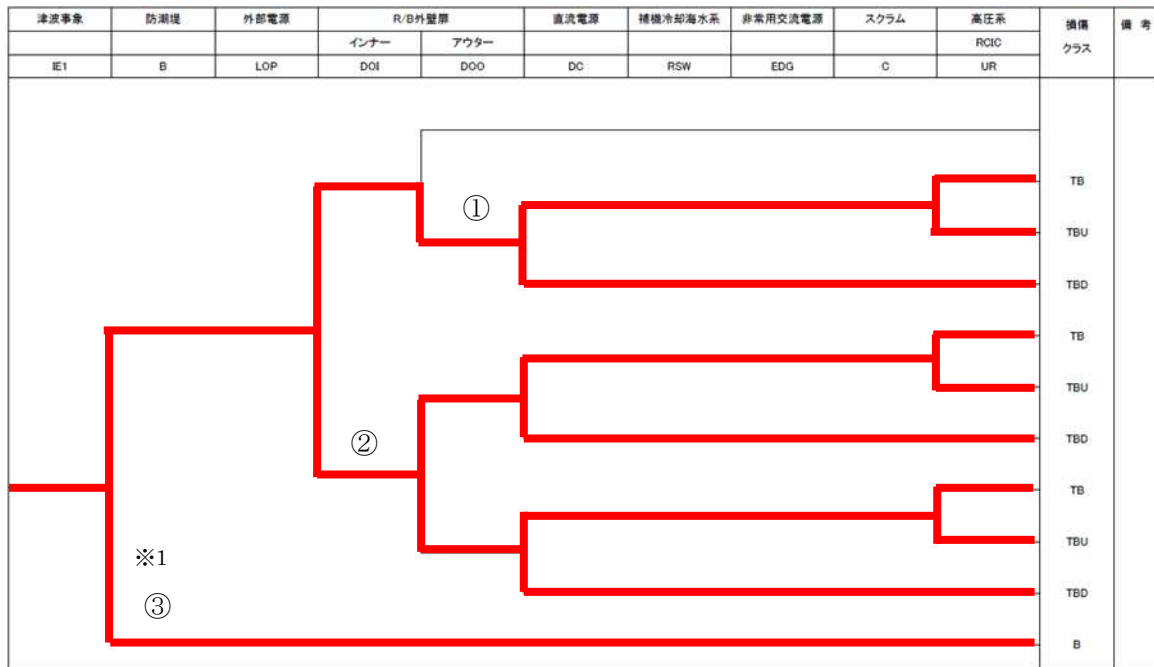 津波事象 防潮堤 外部電源 R/B外壁扉 直流電源 補機冷却海水系 非常用交流電源 スクラム 高圧系 損傷 備 考
インナー アウター RCIC クラス
IE1 B LOP DOI DOO DC RSW EDG C UR
TB
①
TBU
TBD
TB
TBU
②
TBD
TB
TBU
※1
TBD
③
B